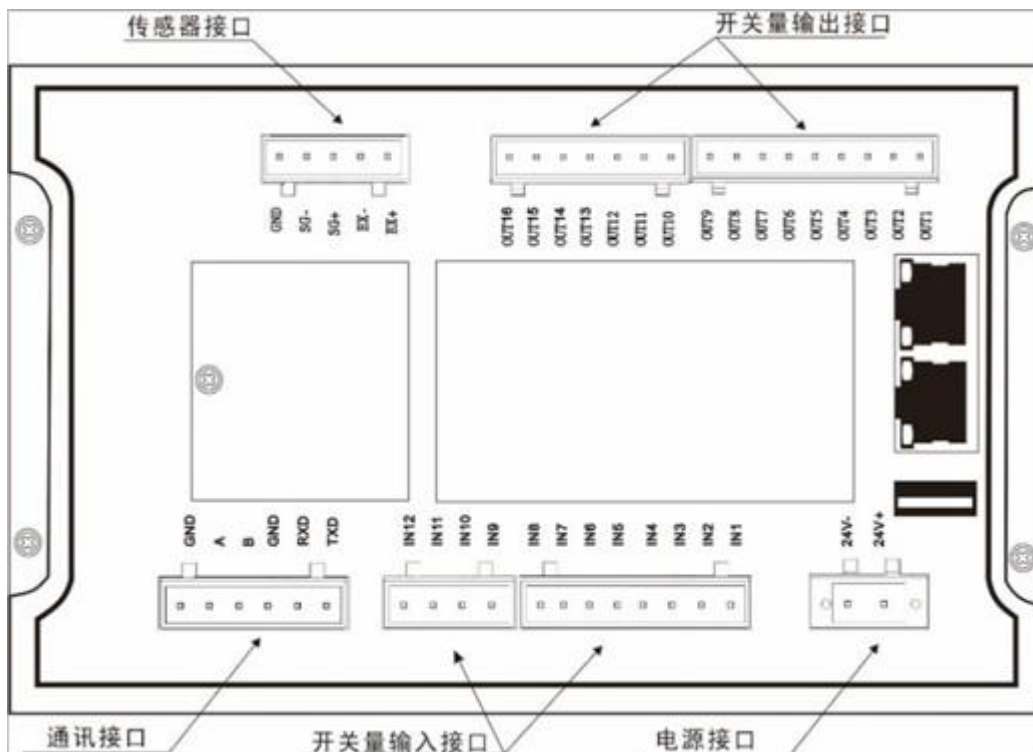 传感器接口
开关量输出接口
GND SG- SG+ EX- EX+
OUT16 OUT15 OUT14 OUT13 OUT12 OUT11 OUT10 OUT9 OUT8 OUT7 OUT6 OUT5 OUT4 OUT3 OUT2 OUT1
GND A B GND RXD TXD
IN12 IN11 IN10 IN9 IN8 IN7 IN6 IN5 IN4 IN3 IN2 IN1
24V- 24V+
通讯接口
开关量输入接口
电源接口